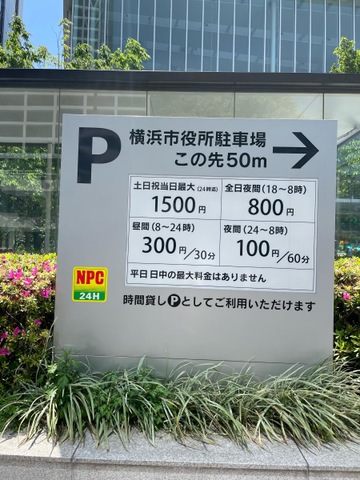 P 横浜市役所駐車場
この先50m →
土日祝当日最大(24時迄) 全日夜間(18～8時)
1500円 800円
昼間(8～24時) 夜間(24～8時)
300円/30分 100円/60分
平日 日中の最大料金はありません
NPC
24H
時間貸しPとしてご利用いただけます